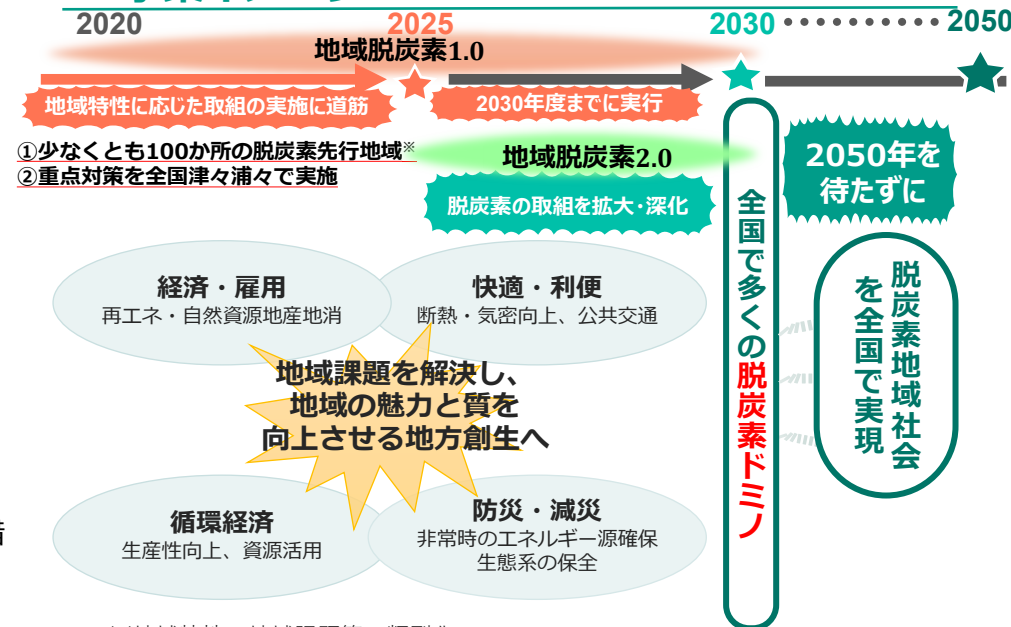 2020
2025
2030
2050
地域脱炭素1.0
地域特性に応じた取組の実施に道筋
2030年度までに実行
①少なくとも100か所の脱炭素先行地域※
②重点対策を全国津々浦々で実施
地域脱炭素2.0
脱炭素の取組を拡大・深化
2050年を
待たずに
全国で多くの脱炭素ドミノ
脱炭素地域社会
を全国で実現
経済・雇用
再エネ・自然資源地産地消
快適・利便
断熱・気密向上、公共交通
地域課題を解決し、
地域の魅力と質を
向上させる地方創生へ
循環経済
生産性向上、資源活用
防災・減災
非常時のエネルギー源確保
生態系の保全